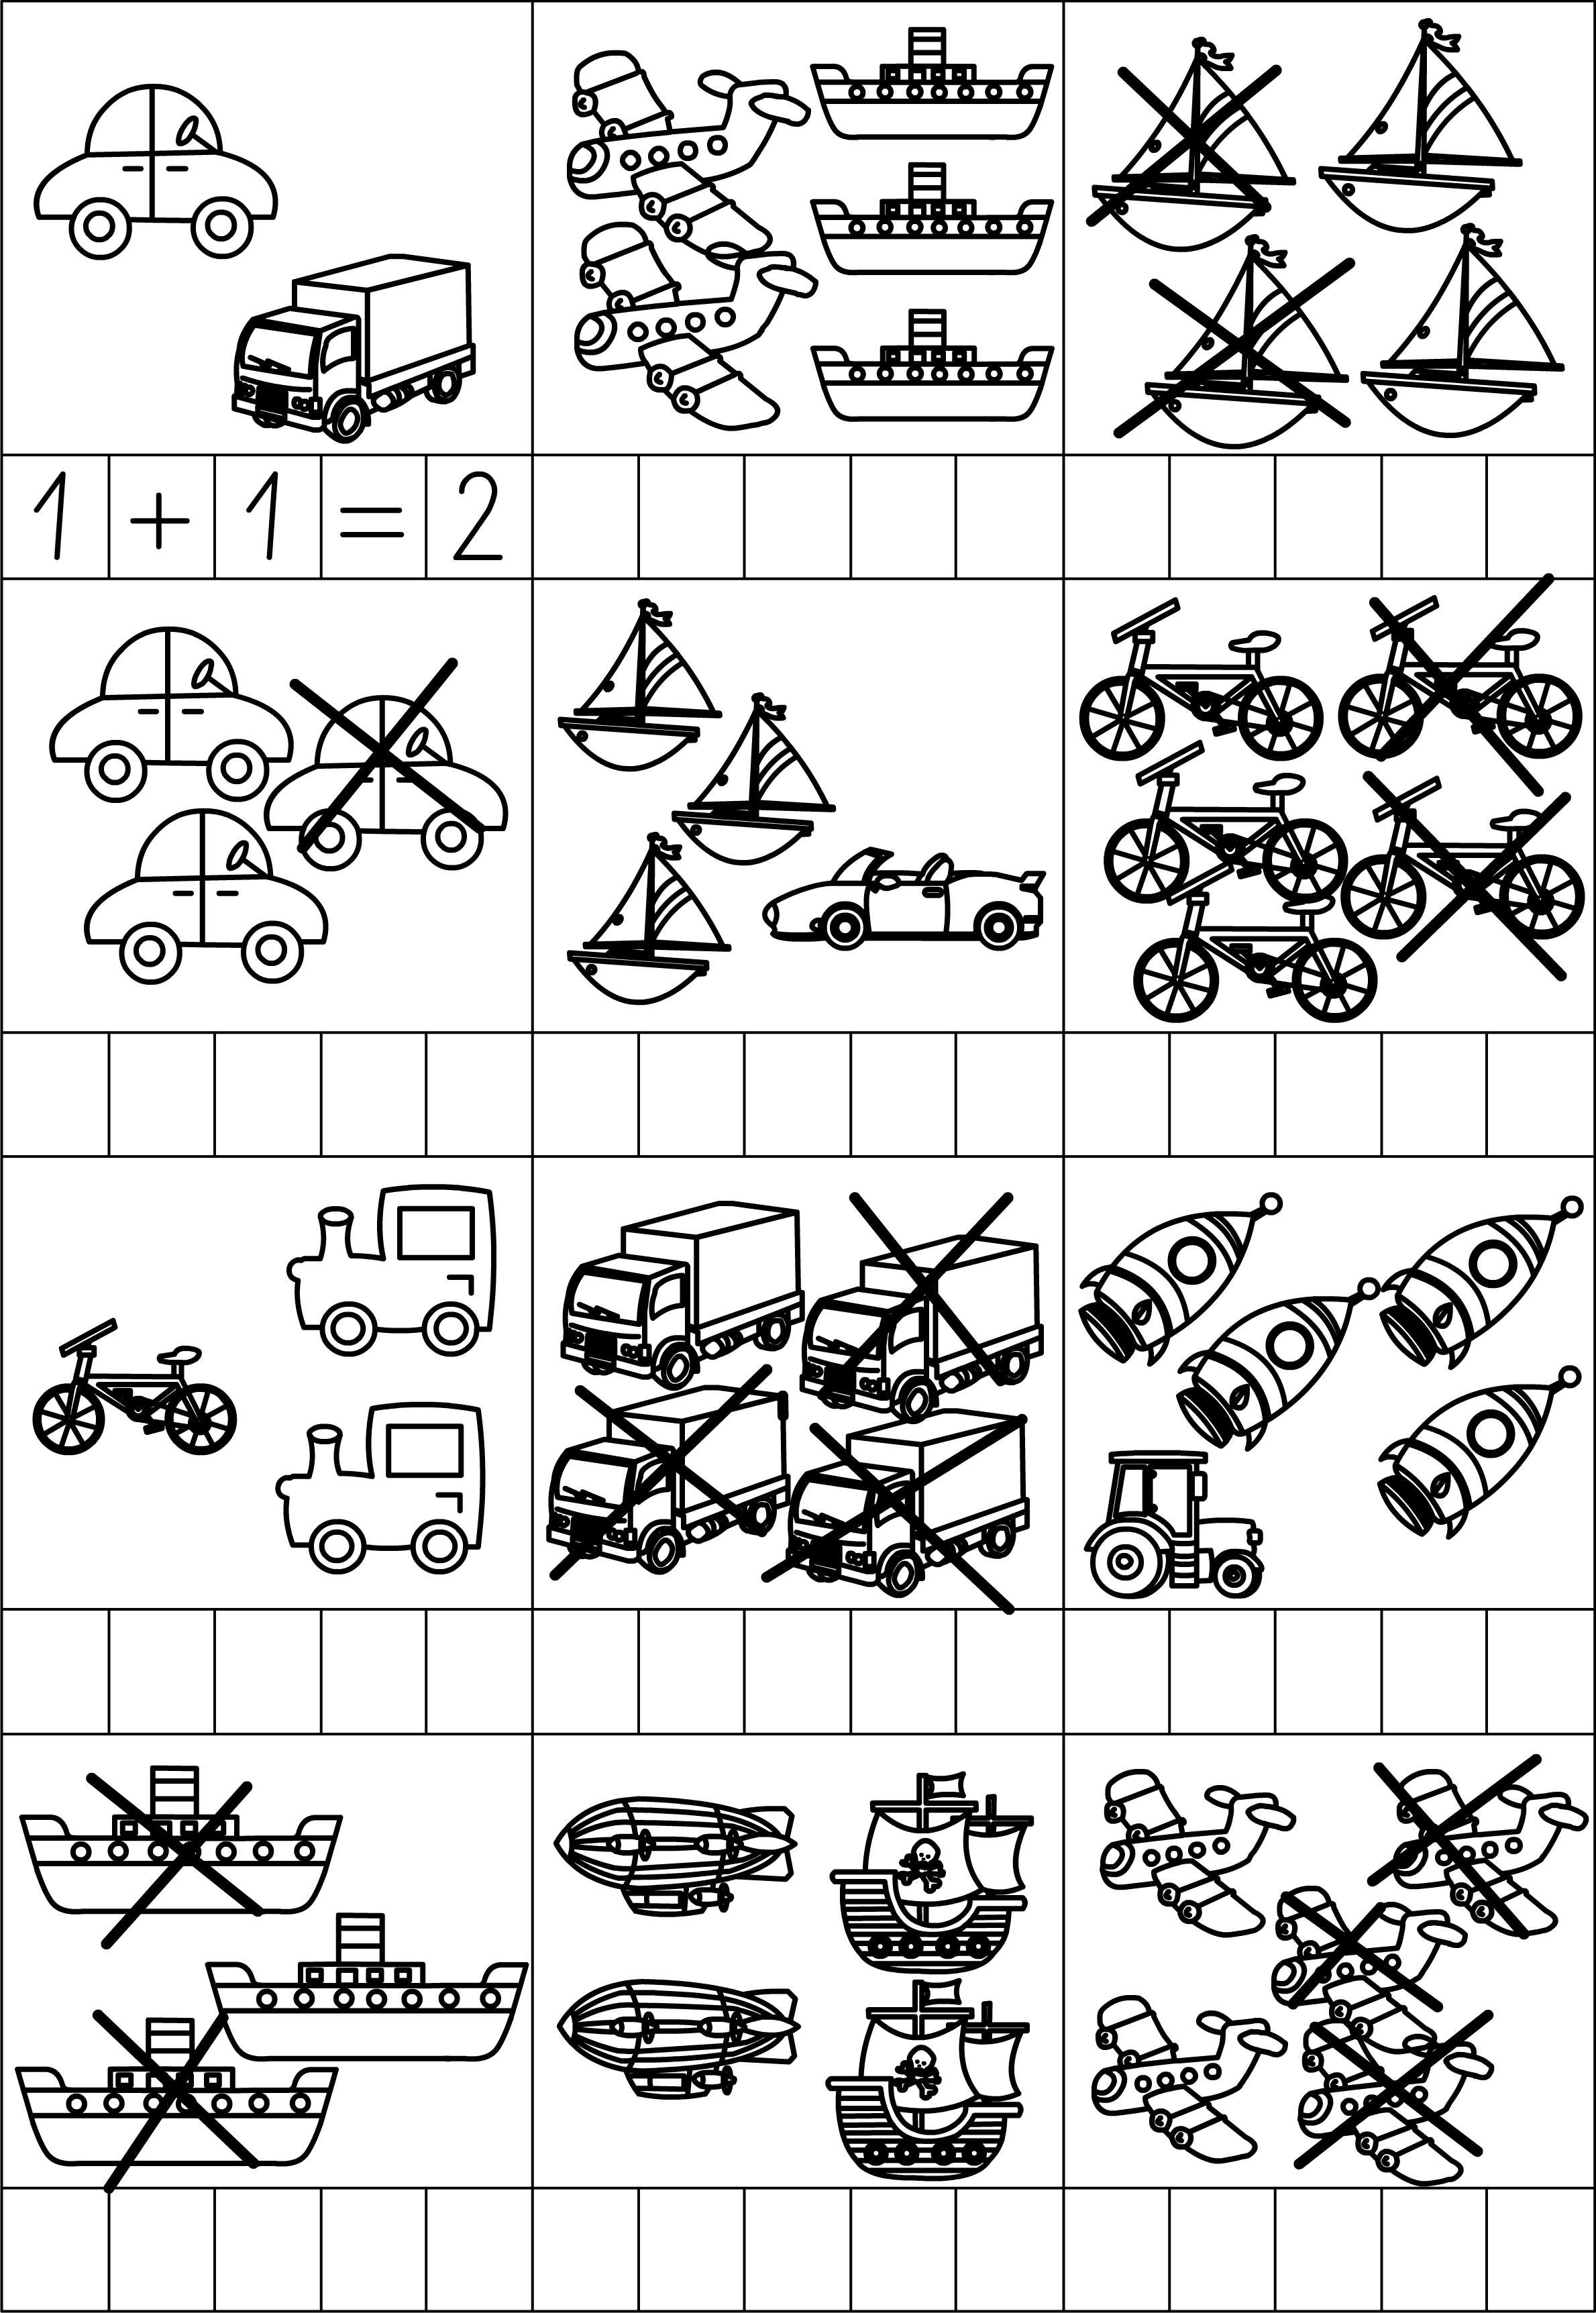 1 + 1 = 2